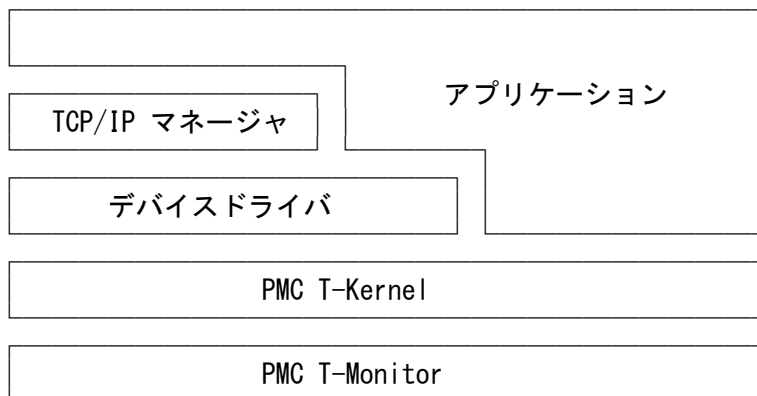 アプリケーション
TCP/IP マネージャ
デバイスドライバ
PMC T-Kernel
PMC T-Monitor